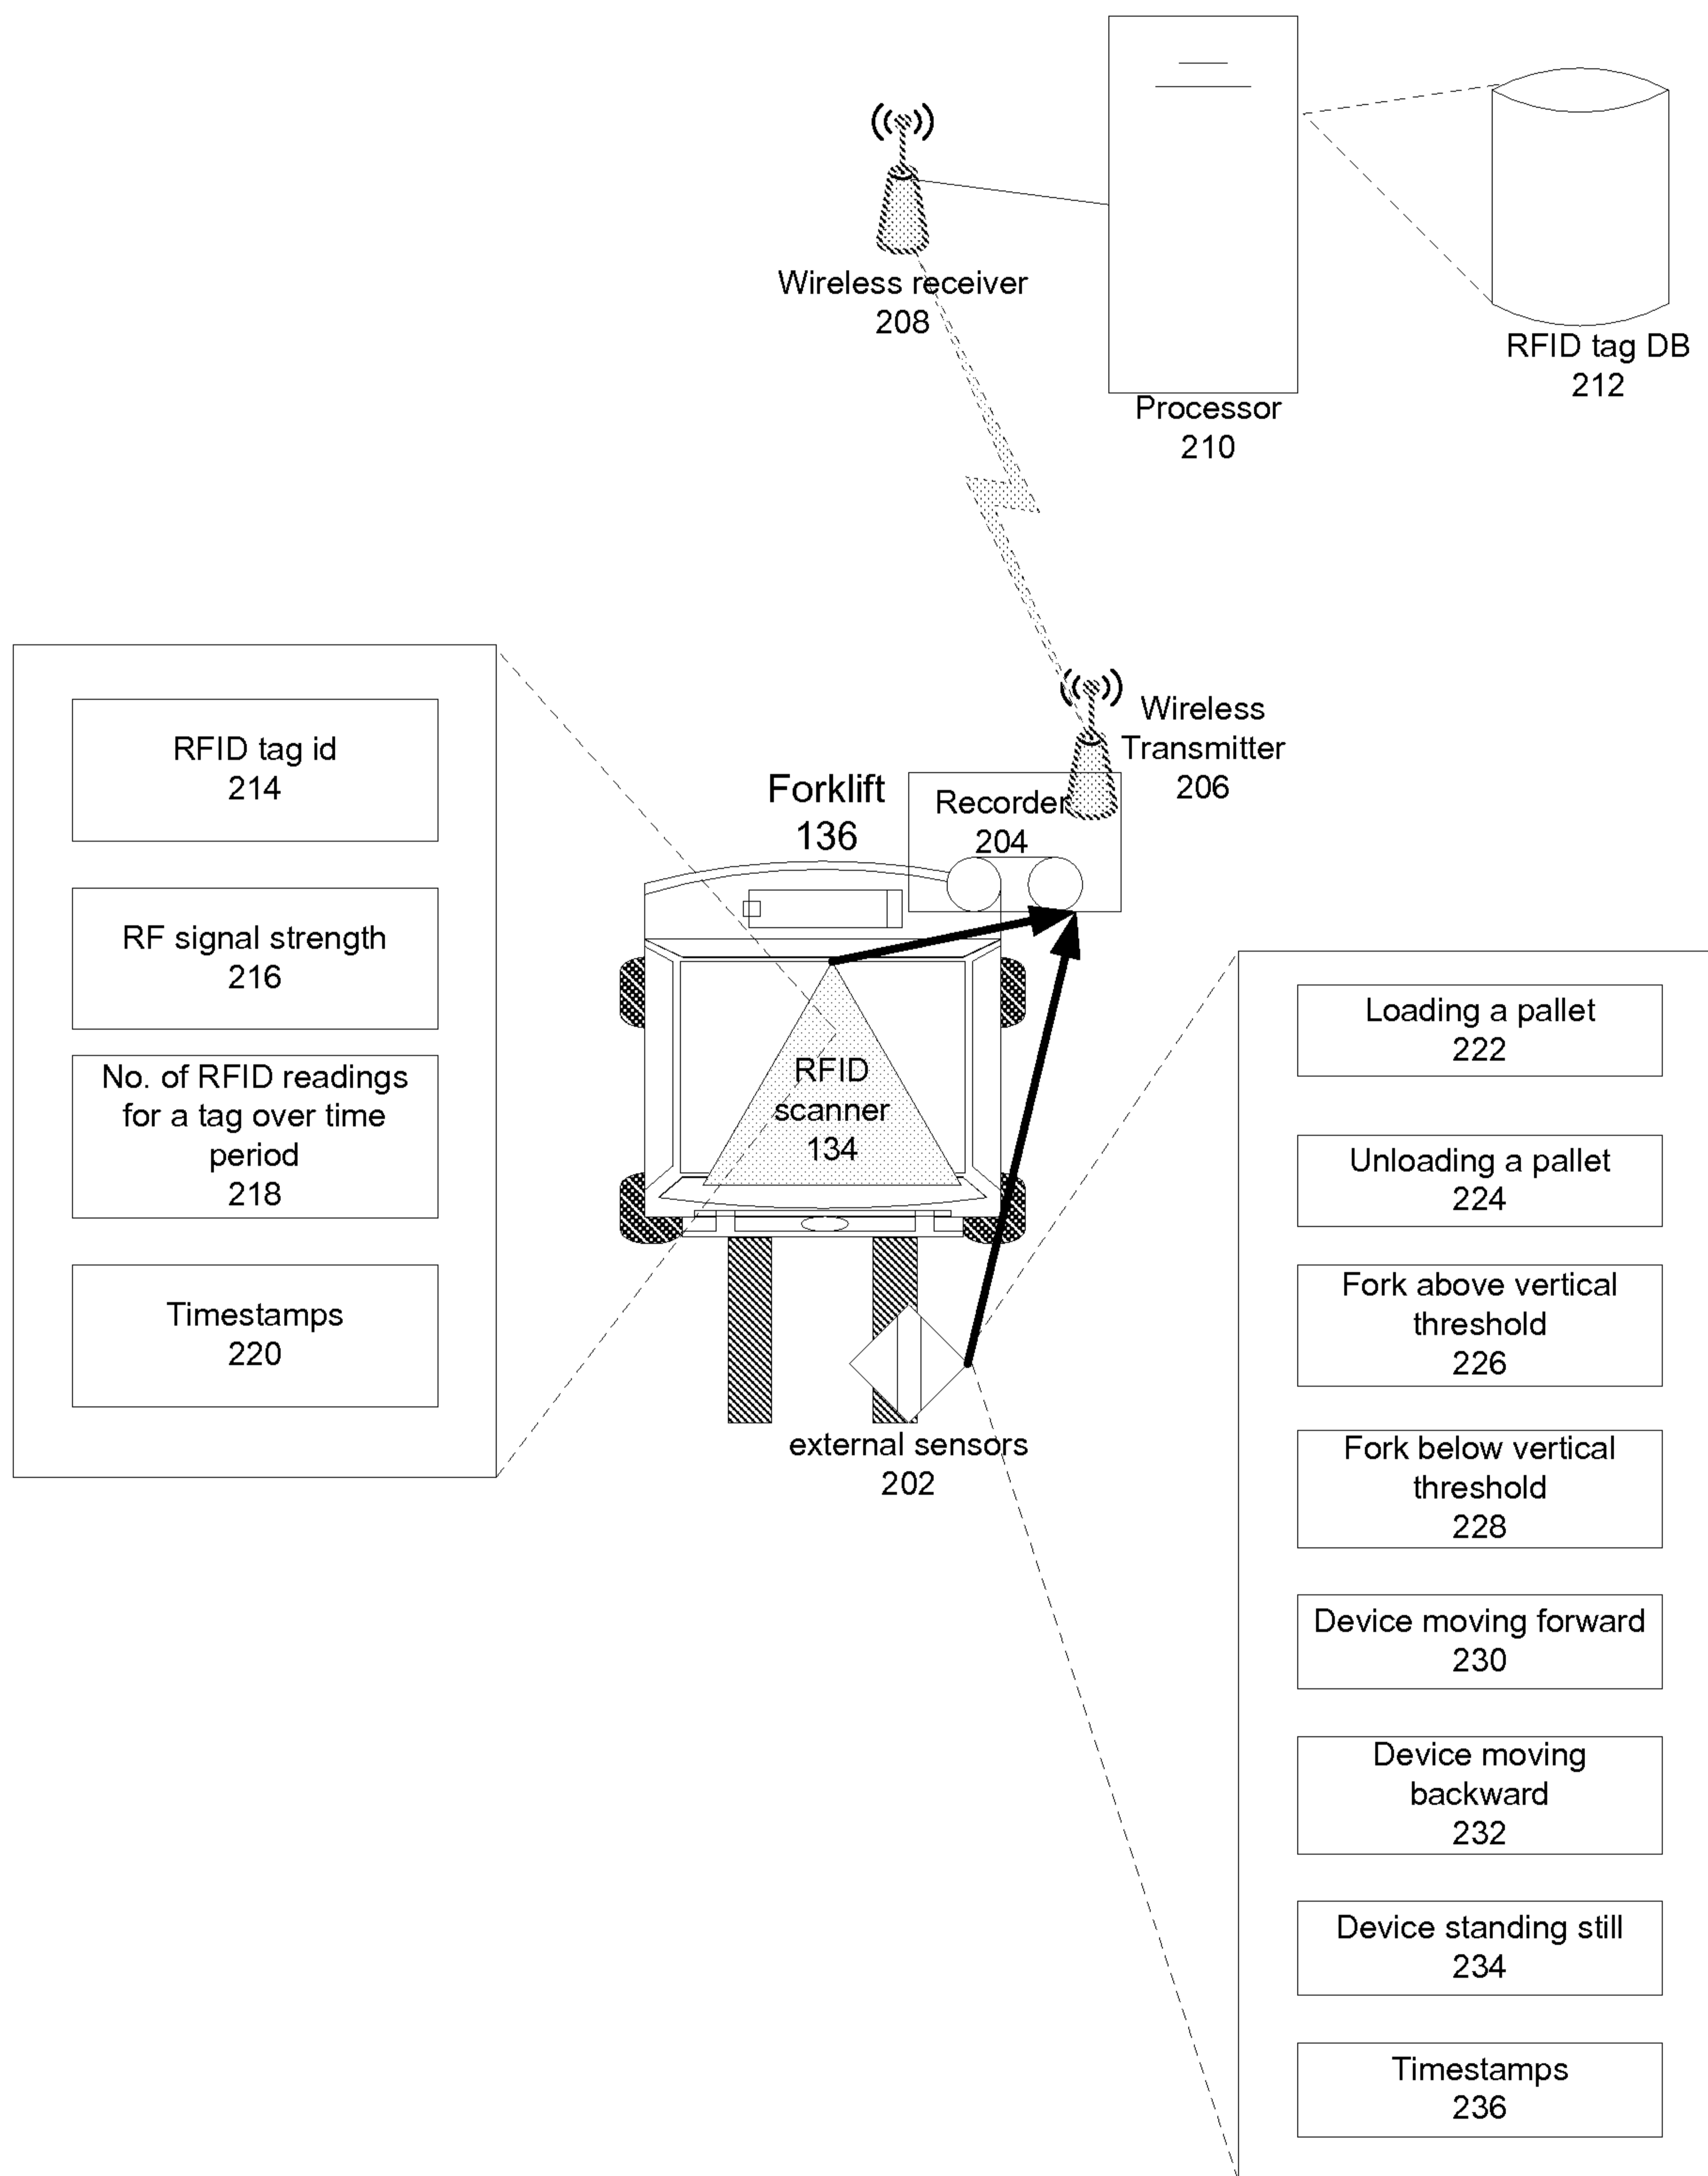 Wireless receiver
208
Processor
210
RFID tag DB
212
Wireless
Transmitter
206
Forklift
136
Recorder
204
RFID
scanner
134
external sensors
202
RFID tag id
214
RF signal strength
216
No. of RFID readings
for a tag over time
period
218
Timestamps
220
Loading a pallet
222
Unloading a pallet
224
Fork above vertical
threshold
226
Fork below vertical
threshold
228
Device moving forward
230
Device moving
backward
232
Device standing still
234
Timestamps
236